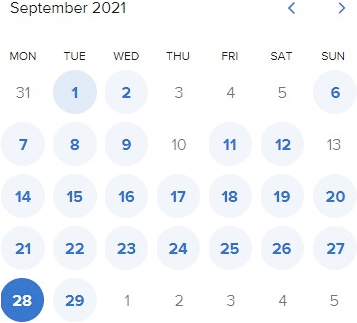 September 2021
MON TUE WED THU FRI SAT SUN
31 1 2 3 4 5 6
7 8 9 10 11 12 13
14 15 16 17 18 19 20
21 22 23 24 25 26 27
28 29 1 2 3 4 5